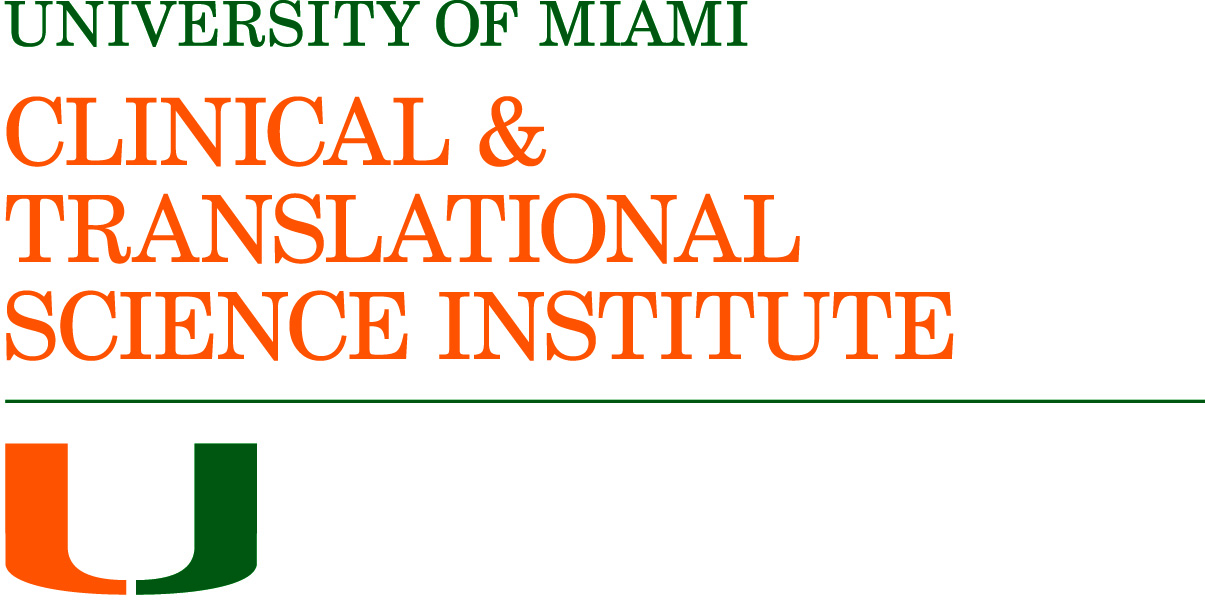 UNIVERSITY OF MIAMI
CLINICAL &
TRANSLATIONAL
SCIENCE INSTITUTE
U